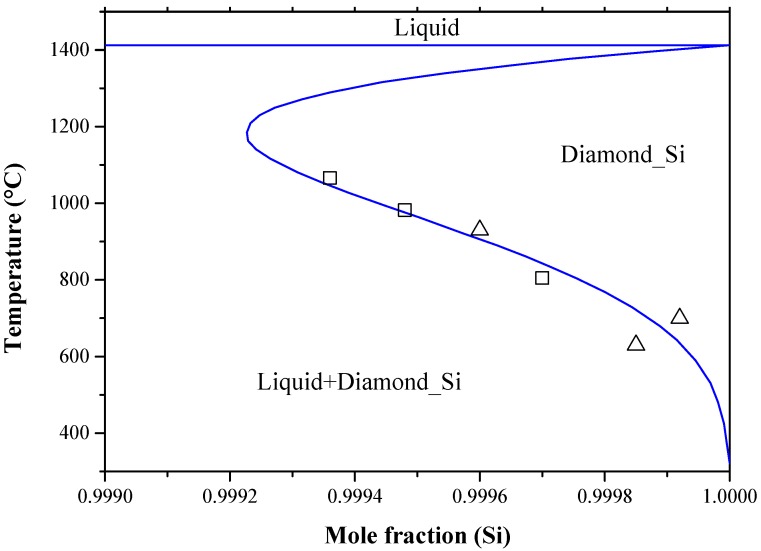 Liquid
1400
1200
Diamond_Si
1000
Temperature (°C)
800
600
Liquid+Diamond_Si
400
0.9990 0.9992 0.9994 0.9996 0.9998 1.0000
Mole fraction (Si)